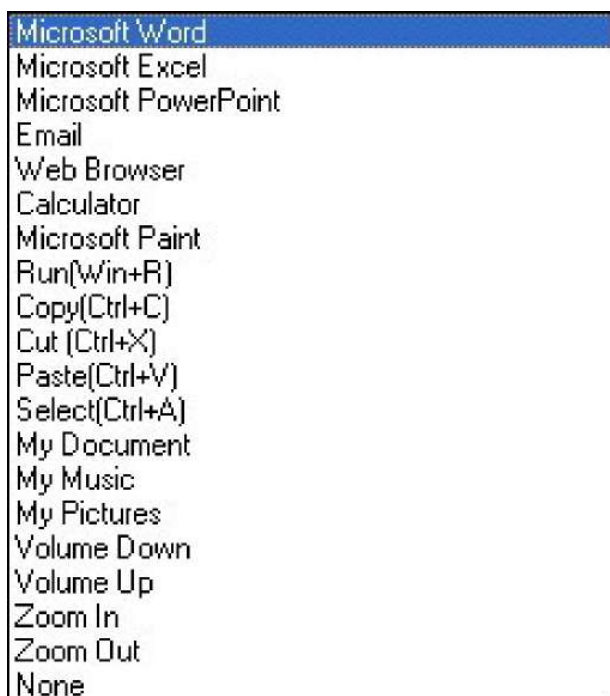 Microsoft Word
Microsoft Excel
Microsoft PowerPoint
Email
Web Browser
Calculator
Microsoft Paint
Run(Win+R)
Copy(Ctrl+C)
Cut (Ctrl+X)
Paste(Ctrl+V)
Select(Ctrl+A)
My Document
My Music
My Pictures
Volume Down
Volume Up
Zoom In
Zoom Out
None